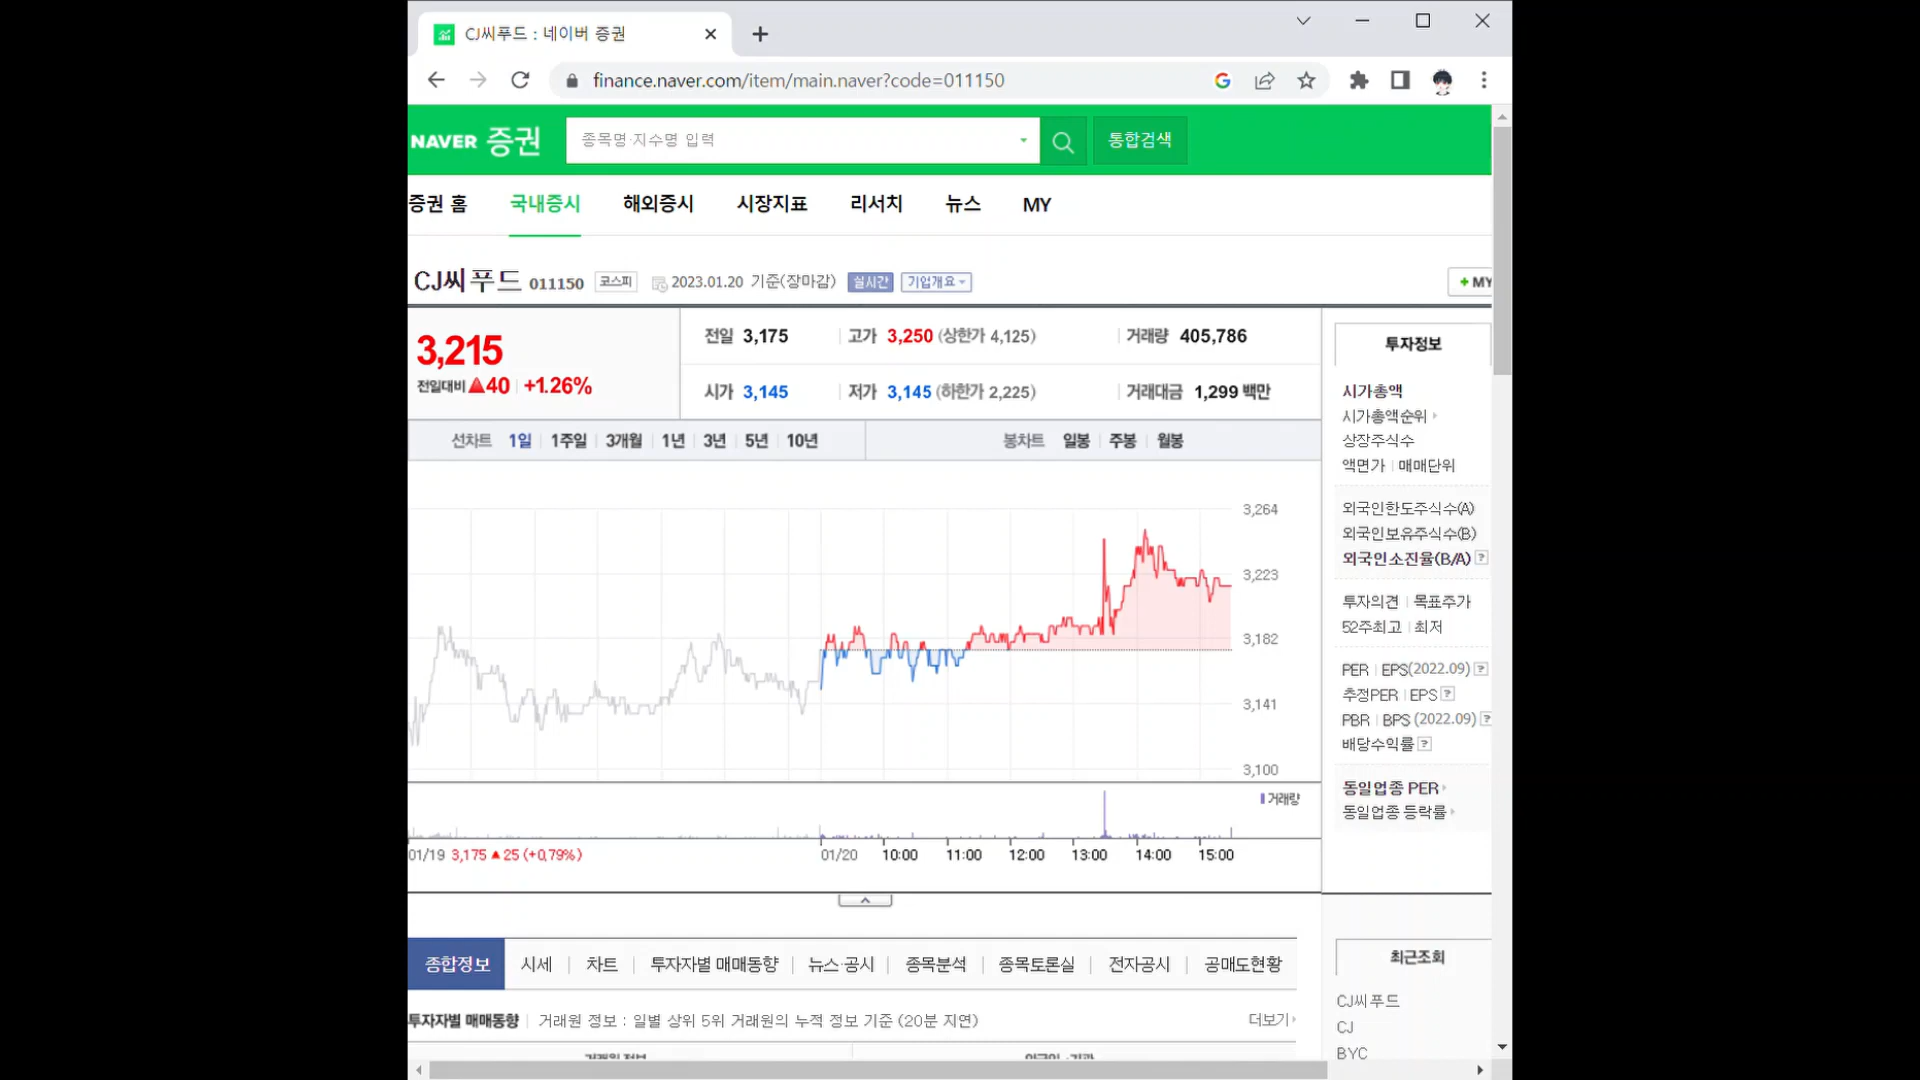 CJ씨푸드 : 네이버 증권
finance.naver.com/item/main.naver?code=011150
NAVER 증권 종목명·지수명 입력 통합검색
증권 홈 국내증시 해외증시 시장지표 리서치 뉴스 MY
CJ씨푸드 011150 코스피 2023.01.20 기준(장마감) 실시간 기업개요 + MY
3,215
전일대비 ▲40 +1.26%
전일 3,175 고가 3,250 (상한가 4,125) 거래량 405,786
시가 3,145 저가 3,145 (하한가 2,225) 거래대금 1,299 백만
선차트 1일 1주일 3개월 1년 3년 5년 10년 봉차트 일봉 주봉 월봉
3,264
3,223
3,182
3,141
3,100
거래량
01/19 3,175 ▲ 25 (+0,79%) 01/20 10:00 11:00 12:00 13:00 14:00 15:00
투자정보
시가총액
시가총액순위
상장주식수
액면가 매매단위
외국인한도주식수(A)
외국인보유주식수(B)
외국인소진율(B/A) ?
투자의견 목표주가
52주최고 최저
PER EPS(2022.09) ?
추정PER EPS ?
PBR BPS (2022.09) ?
배당수익률 ?
동일업종 PER
동일업종 등락률
종합정보 시세 차트 투자자별 매매동향 뉴스·공시 종목분석 종목토론실 전자공시 공매도현황
투자자별 매매동향 거래원 정보 : 일별 상위 5위 거래원의 누적 정보 기준 (20분 지연) 더보기
최근조회
CJ씨푸드
CJ
BYC